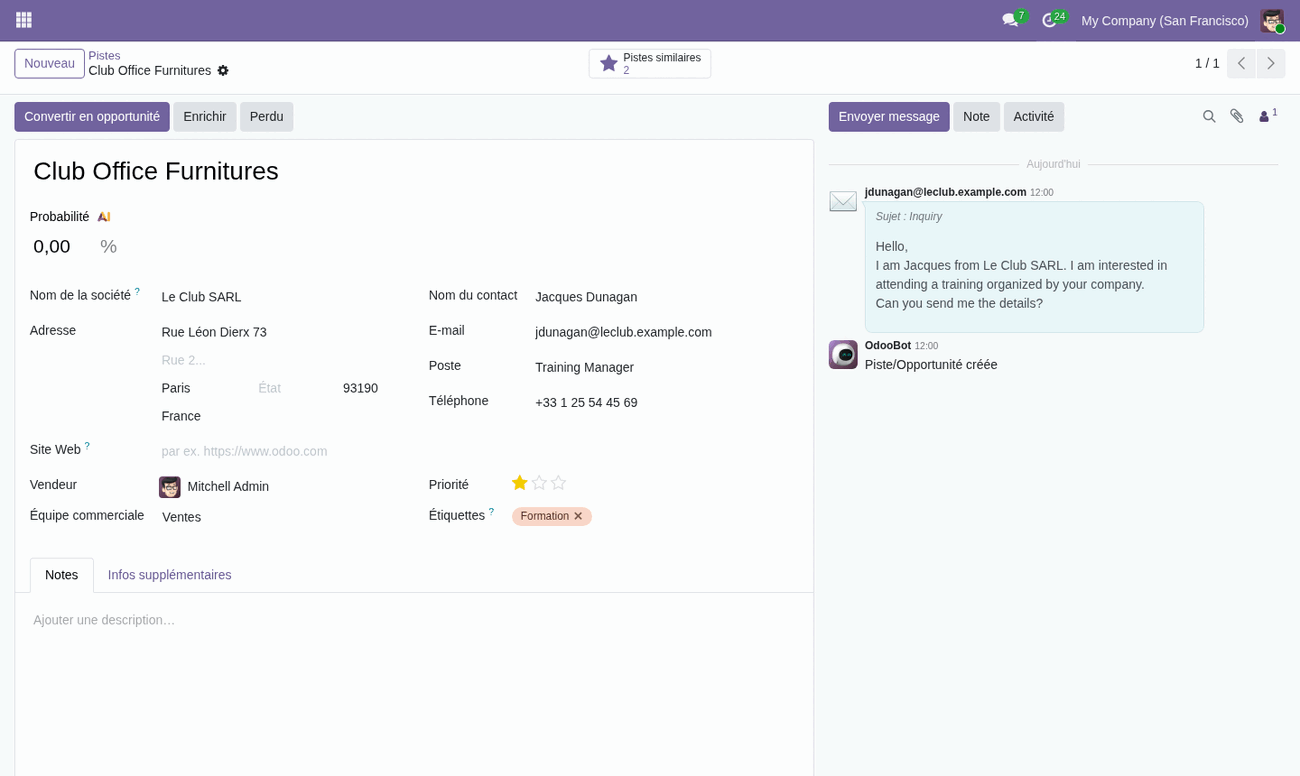 7
24
My Company (San Francisco)
Nouveau
Pistes
Club Office Furnitures
Pistes similaires
2
1 / 1
Convertir en opportunité
Enrichir
Perdu
Envoyer message
Note
Activité
1
Club Office Furnitures
Probabilité AI
0,00 %
Nom de la société ?
Le Club SARL
Adresse
Rue Léon Dierx 73
Rue 2...
Paris État 93190
France
Site Web ?
par ex. https://www.odoo.com
Vendeur
Mitchell Admin
Équipe commerciale
Ventes
Nom du contact
Jacques Dunagan
E-mail
jdunagan@leclub.example.com
Poste
Training Manager
Téléphone
+33 1 25 54 45 69
Priorité
Étiquettes ?
Formation ✕
Notes
Infos supplémentaires
Ajouter une description…
Aujourd'hui
jdunagan@leclub.example.com 12:00
Sujet : Inquiry
Hello,
I am Jacques from Le Club SARL. I am interested in
attending a training organized by your company.
Can you send me the details?
OdooBot 12:00
Piste/Opportunité créée